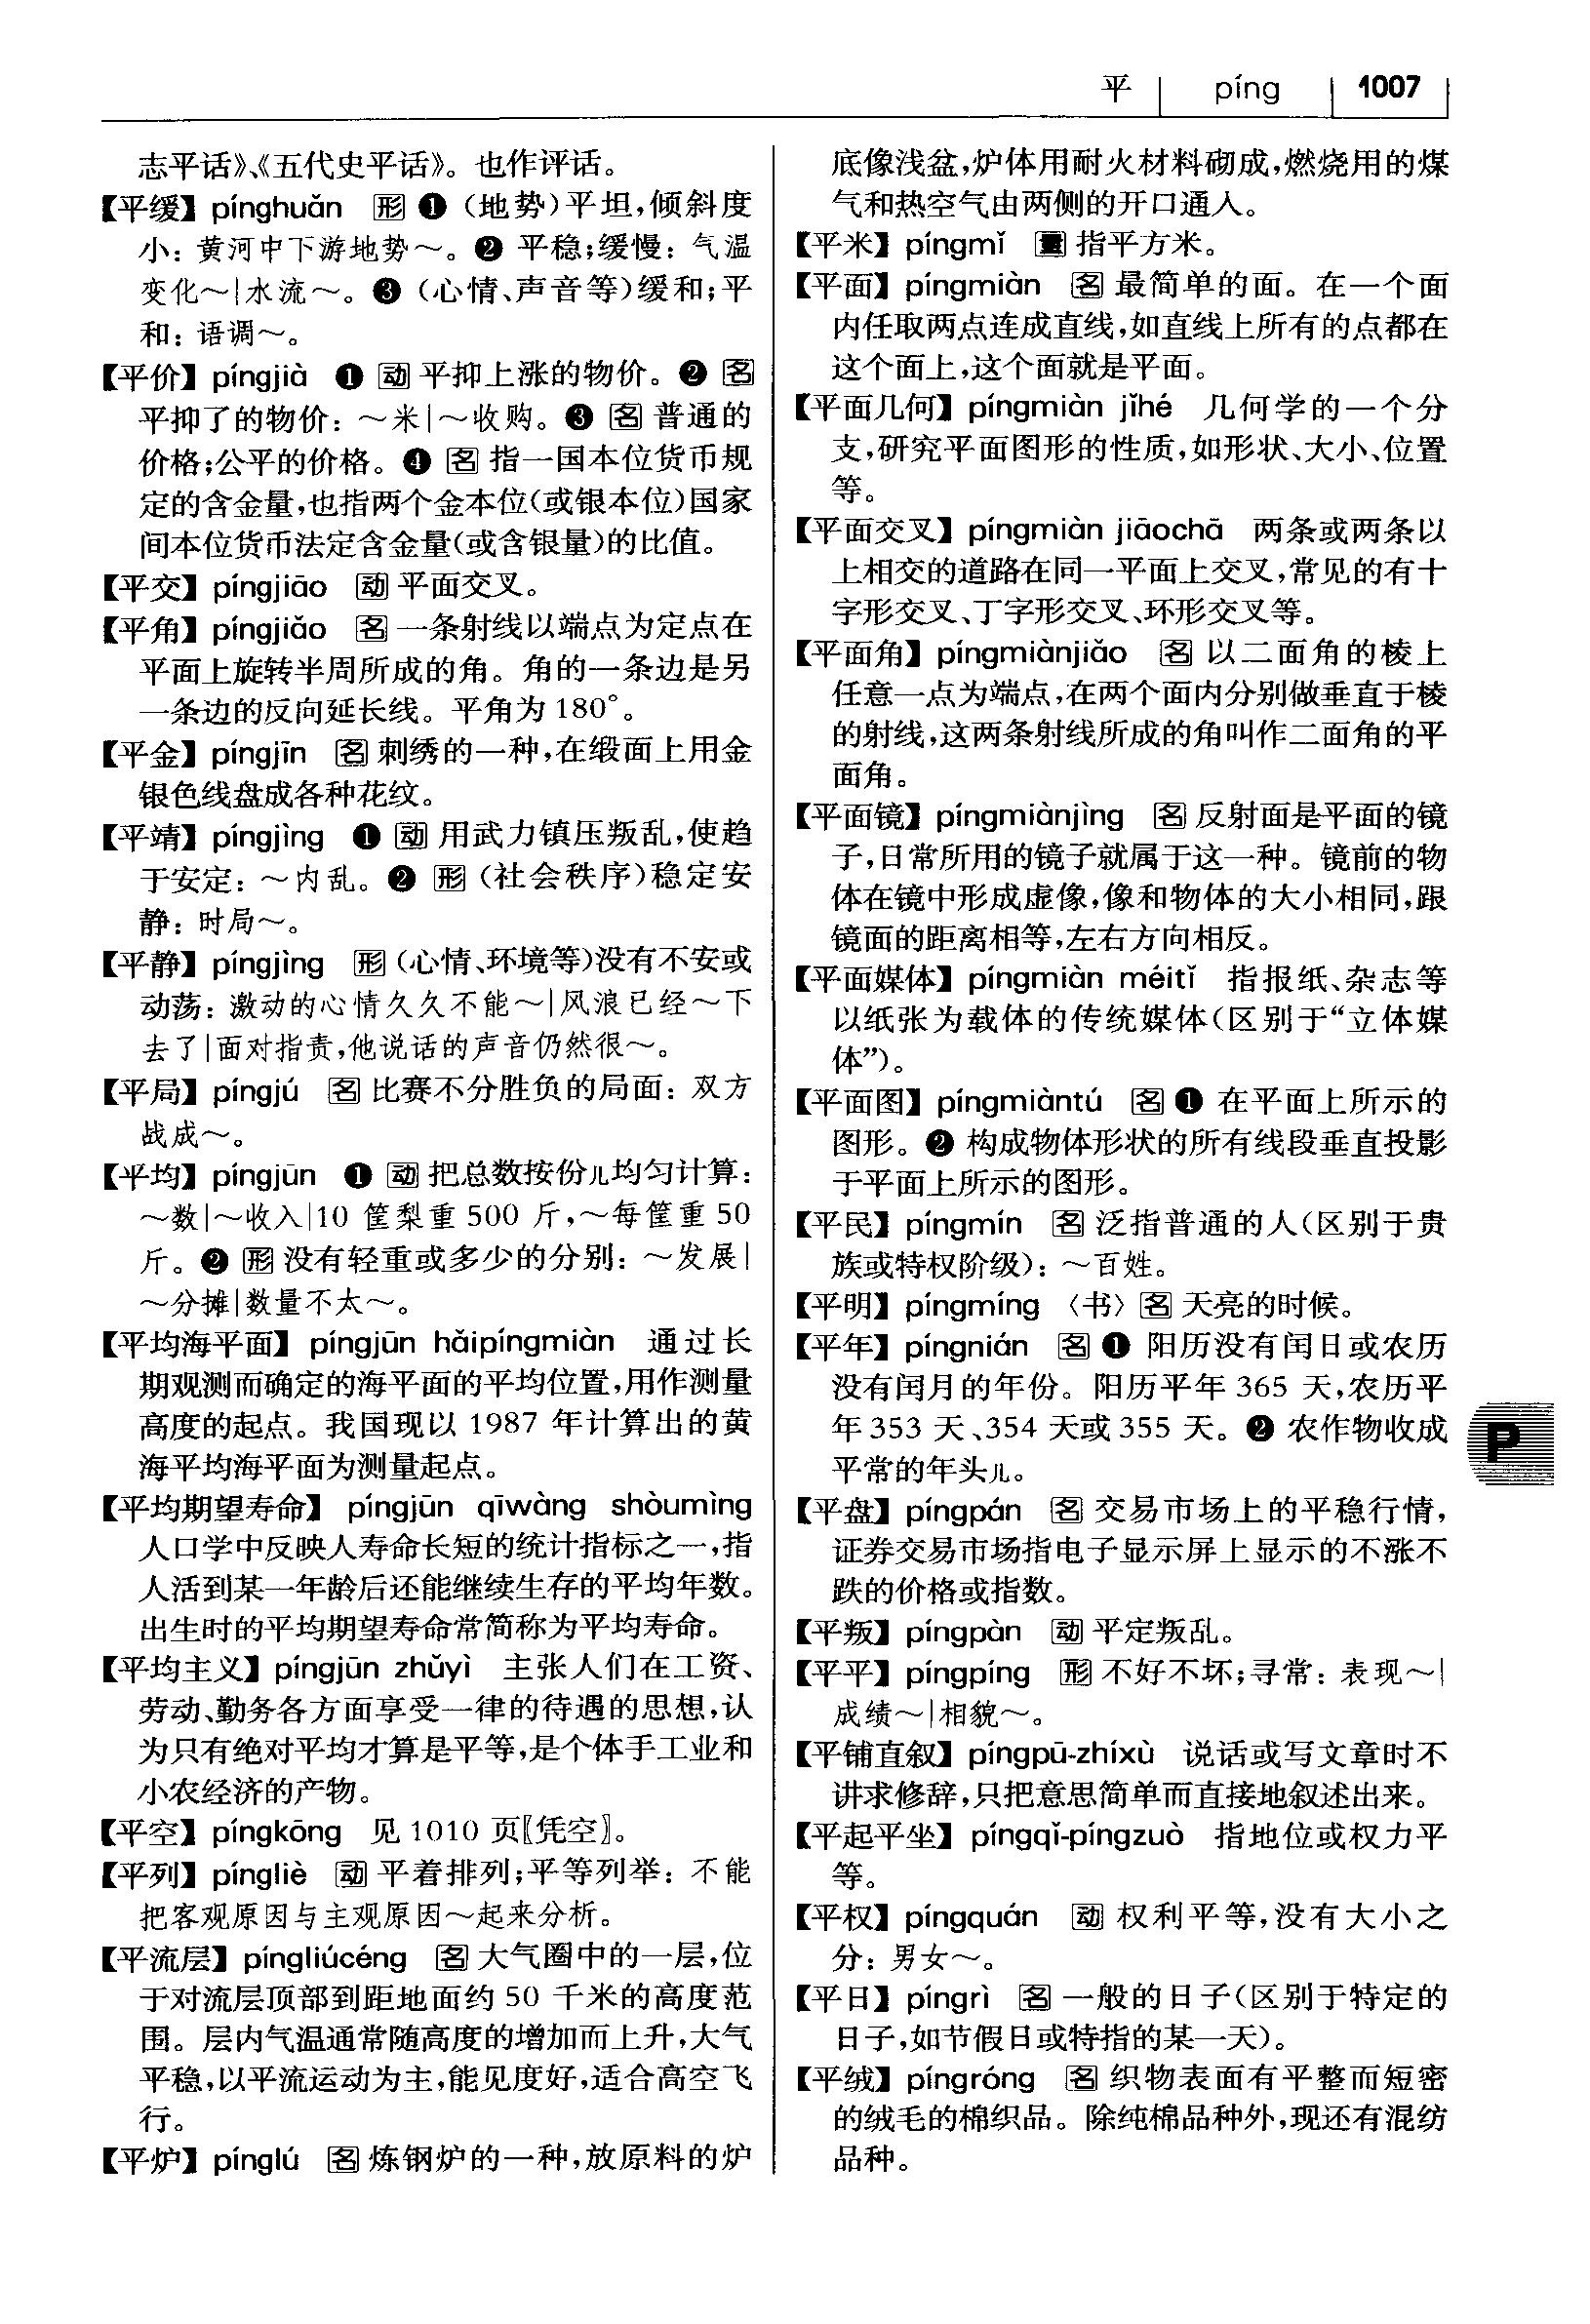 平 píng 1007
志平话》、《五代史平话》。也作评话。
【平缓】pínghuǎn 形 ❶（地势）平坦，倾斜度
小：黄河中下游地势～。❷ 平稳；缓慢：气温
变化～|水流～。❸（心情、声音等）缓和；平
和：语调～。
【平价】píngjià ❶ 动 平抑上涨的物价。❷ 名
平抑了的物价：～米|～收购。❸ 名 普通的
价格；公平的价格。❹ 名 指一国本位货币规
定的含金量，也指两个金本位（或银本位）国家
间本位货币法定含金量（或含银量）的比值。
【平交】píngjiāo 动 平面交叉。
【平角】píngjiǎo 名 一条射线以端点为定点在
平面上旋转半周所成的角。角的一条边是另
一条边的反向延长线。平角为180°。
【平金】píngjīn 名 刺绣的一种，在缎面上用金
银色线盘成各种花纹。
【平靖】píngjìng ❶ 动 用武力镇压叛乱，使趋
于安定：～内乱。❷ 形（社会秩序）稳定安
静：时局～。
【平静】píngjìng 形（心情、环境等）没有不安或
动荡：激动的心情久久不能～|风浪已经～下
去了|面对指责，他说话的声音仍然很～。
【平局】píngjú 名 比赛不分胜负的局面：双方
战成～。
【平均】píngjūn ❶ 动 把总数按份儿均匀计算：
～数|～收入|10 筐梨重 500 斤，～每筐重 50
斤。❷ 形 没有轻重或多少的分别：～发展|
～分摊|数量不太～。
【平均海平面】píngjūn hǎipíngmiàn 通过长
期观测而确定的海平面的平均位置，用作测量
高度的起点。我国现以 1987 年计算出的黄
海平均海平面为测量起点。
【平均期望寿命】píngjūn qīwàng shòumìng
人口学中反映人寿命长短的统计指标之一，指
人活到某一年龄后还能继续生存的平均年数。
出生时的平均期望寿命常简称为平均寿命。
【平均主义】píngjūn zhǔyì 主张人们在工资、
劳动、勤务各方面享受一律的待遇的思想，认
为只有绝对平均才算是平等，是个体手工业和
小农经济的产物。
【平空】píngkōng 见 1010 页〖凭空〗。
【平列】píngliè 动 平着排列；平等列举：不能
把客观原因与主观原因～起来分析。
【平流层】píngliúcéng 名 大气圈中的一层，位
于对流层顶部到距地面约 50 千米的高度范
围。层内气温通常随高度的增加而上升，大气
平稳，以平流运动为主，能见度好，适合高空飞
行。
【平炉】pínglú 名 炼钢炉的一种，放原料的炉
底像浅盆，炉体用耐火材料砌成，燃烧用的煤
气和热空气由两侧的开口通入。
【平米】píngmǐ 量 指平方米。
【平面】píngmiàn 名 最简单的面。在一个面
内任取两点连成直线，如直线上所有的点都在
这个面上，这个面就是平面。
【平面几何】píngmiàn jǐhé 几何学的一个分
支，研究平面图形的性质，如形状、大小、位置
等。
【平面交叉】píngmiàn jiāochā 两条或两条以
上相交的道路在同一平面上交叉，常见的有十
字形交叉、丁字形交叉、环形交叉等。
【平面角】píngmiànjiǎo 名 以二面角的棱上
任意一点为端点，在两个面内分别做垂直于棱
的射线，这两条射线所成的角叫作二面角的平
面角。
【平面镜】píngmiànjìng 名 反射面是平面的镜
子，日常所用的镜子就属于这一种。镜前的物
体在镜中形成虚像，像和物体的大小相同，跟
镜面的距离相等，左右方向相反。
【平面媒体】píngmiàn méitǐ 指报纸、杂志等
以纸张为载体的传统媒体（区别于“立体媒
体”）。
【平面图】píngmiàntú 名 ❶ 在平面上所示的
图形。❷ 构成物体形状的所有线段垂直投影
于平面上所示的图形。
【平民】píngmín 名 泛指普通的人（区别于贵
族或特权阶级）：～百姓。
【平明】píngmíng〈书〉名 天亮的时候。
【平年】píngnián 名 ❶ 阳历没有闰日或农历
没有闰月的年份。阳历平年 365 天，农历平
年 353 天、354 天或 355 天。❷ 农作物收成
平常的年头儿。
【平盘】píngpán 名 交易市场上的平稳行情，
证券交易市场指电子显示屏上显示的不涨不
跌的价格或指数。
【平叛】píngpàn 动 平定叛乱。
【平平】píngpíng 形 不好不坏；寻常：表现～|
成绩～|相貌～。
【平铺直叙】píngpū-zhíxù 说话或写文章时不
讲求修辞，只把意思简单而直接地叙述出来。
【平起平坐】píngqǐ-píngzuò 指地位或权力平
等。
【平权】píngquán 动 权利平等，没有大小之
分：男女～。
【平日】píngrì 名 一般的日子（区别于特定的
日子，如节假日或特指的某一天）。
【平绒】píngróng 名 织物表面有平整而短密
的绒毛的棉织品。除纯棉品种外，现还有混纺
品种。
P